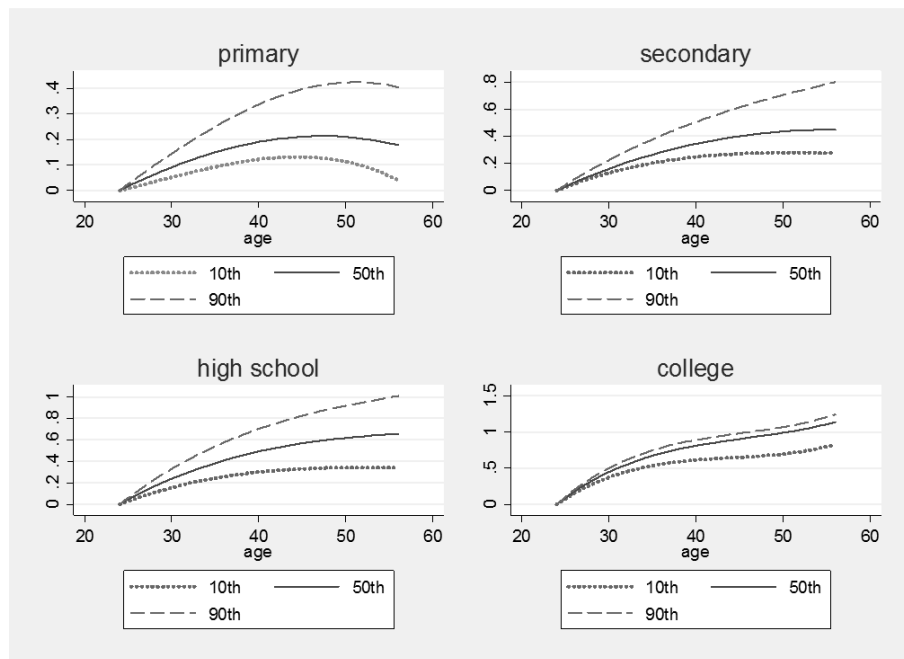 primary
0 .1 .2 .3 .4
20 30 40 50 60
age
10th 50th
90th
secondary
0 .2 .4 .6 .8
20 30 40 50 60
age
10th 50th
90th
high school
0 .2 .4 .6 .8 1
20 30 40 50 60
age
10th 50th
90th
college
0 .5 1 1.5
20 30 40 50 60
age
10th 50th
90th